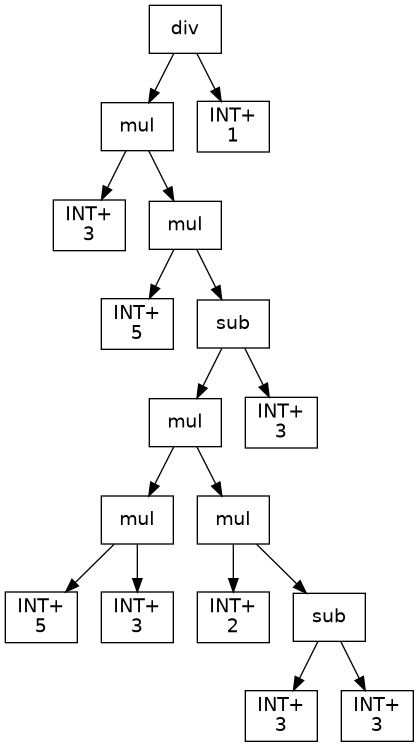 div
mul
INT+
1
INT+
3
mul
INT+
5
sub
mul
INT+
3
mul
mul
INT+
5
INT+
3
INT+
2
sub
INT+
3
INT+
3